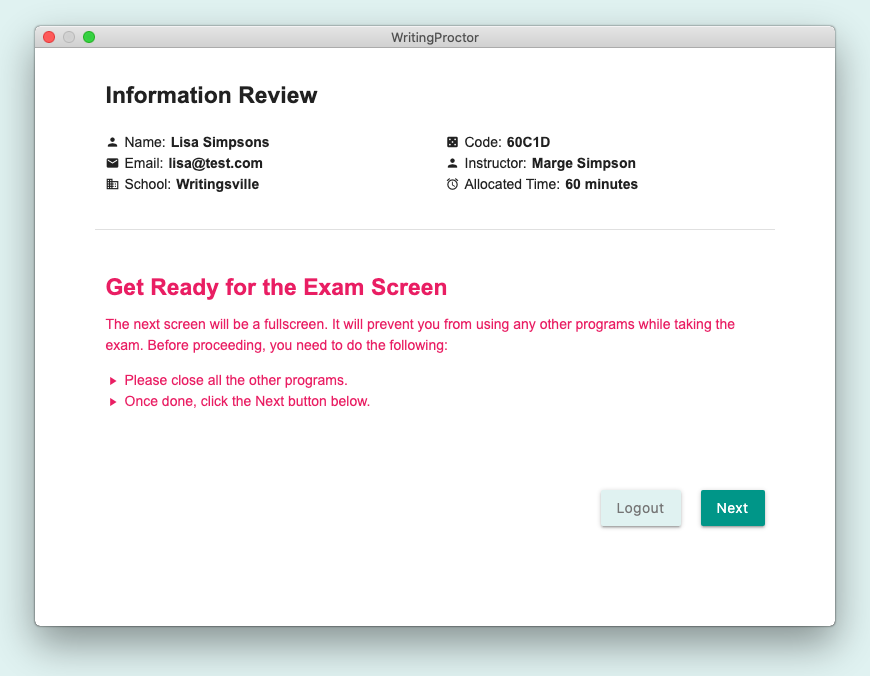 WritingProctor
Information Review
Name: Lisa Simpsons
Email: lisa@test.com
School: Writingsville
Code: 60C1D
Instructor: Marge Simpson
Allocated Time: 60 minutes
Get Ready for the Exam Screen
The next screen will be a fullscreen. It will prevent you from using any other programs while taking the
exam. Before proceeding, you need to do the following:
Please close all the other programs.
Once done, click the Next button below.
Logout
Next